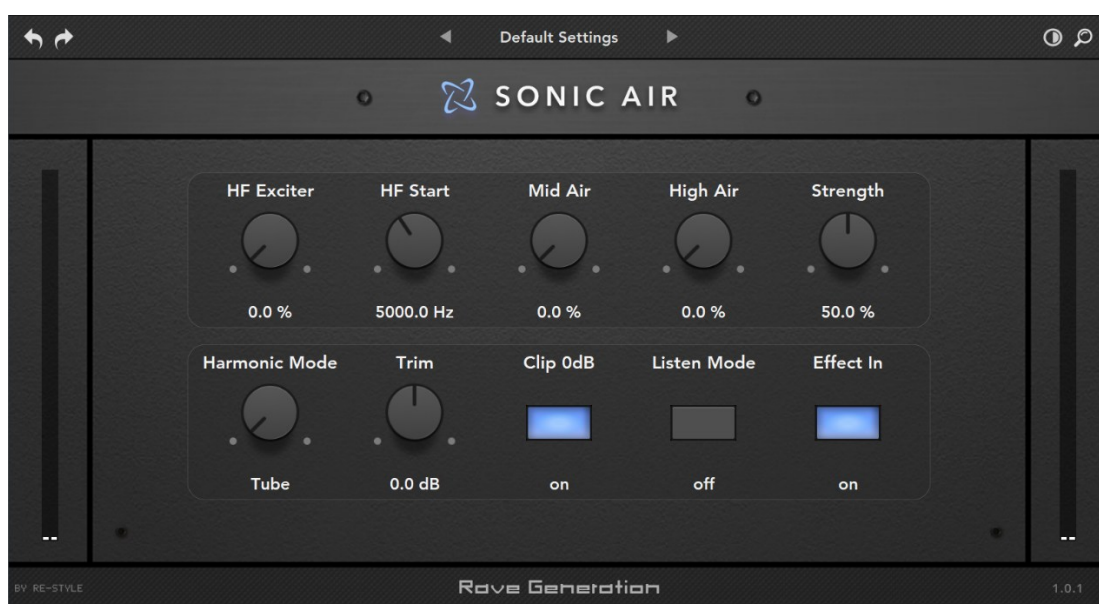 Default Settings
SONIC AIR
HF Exciter HF Start Mid Air High Air Strength
0.0 % 5000.0 Hz 0.0 % 0.0 % 50.0 %
Harmonic Mode Trim Clip 0dB Listen Mode Effect In
Tube 0.0 dB on off on
-- --
BY RE-STYLE Rave Generation 1.0.1